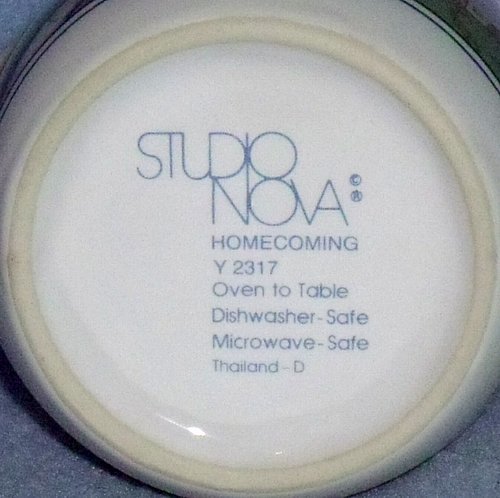 STUDIO
NOVA © ®
HOMECOMING
Y 2317
Oven to Table
Dishwasher-Safe
Microwave-Safe
Thailand-D